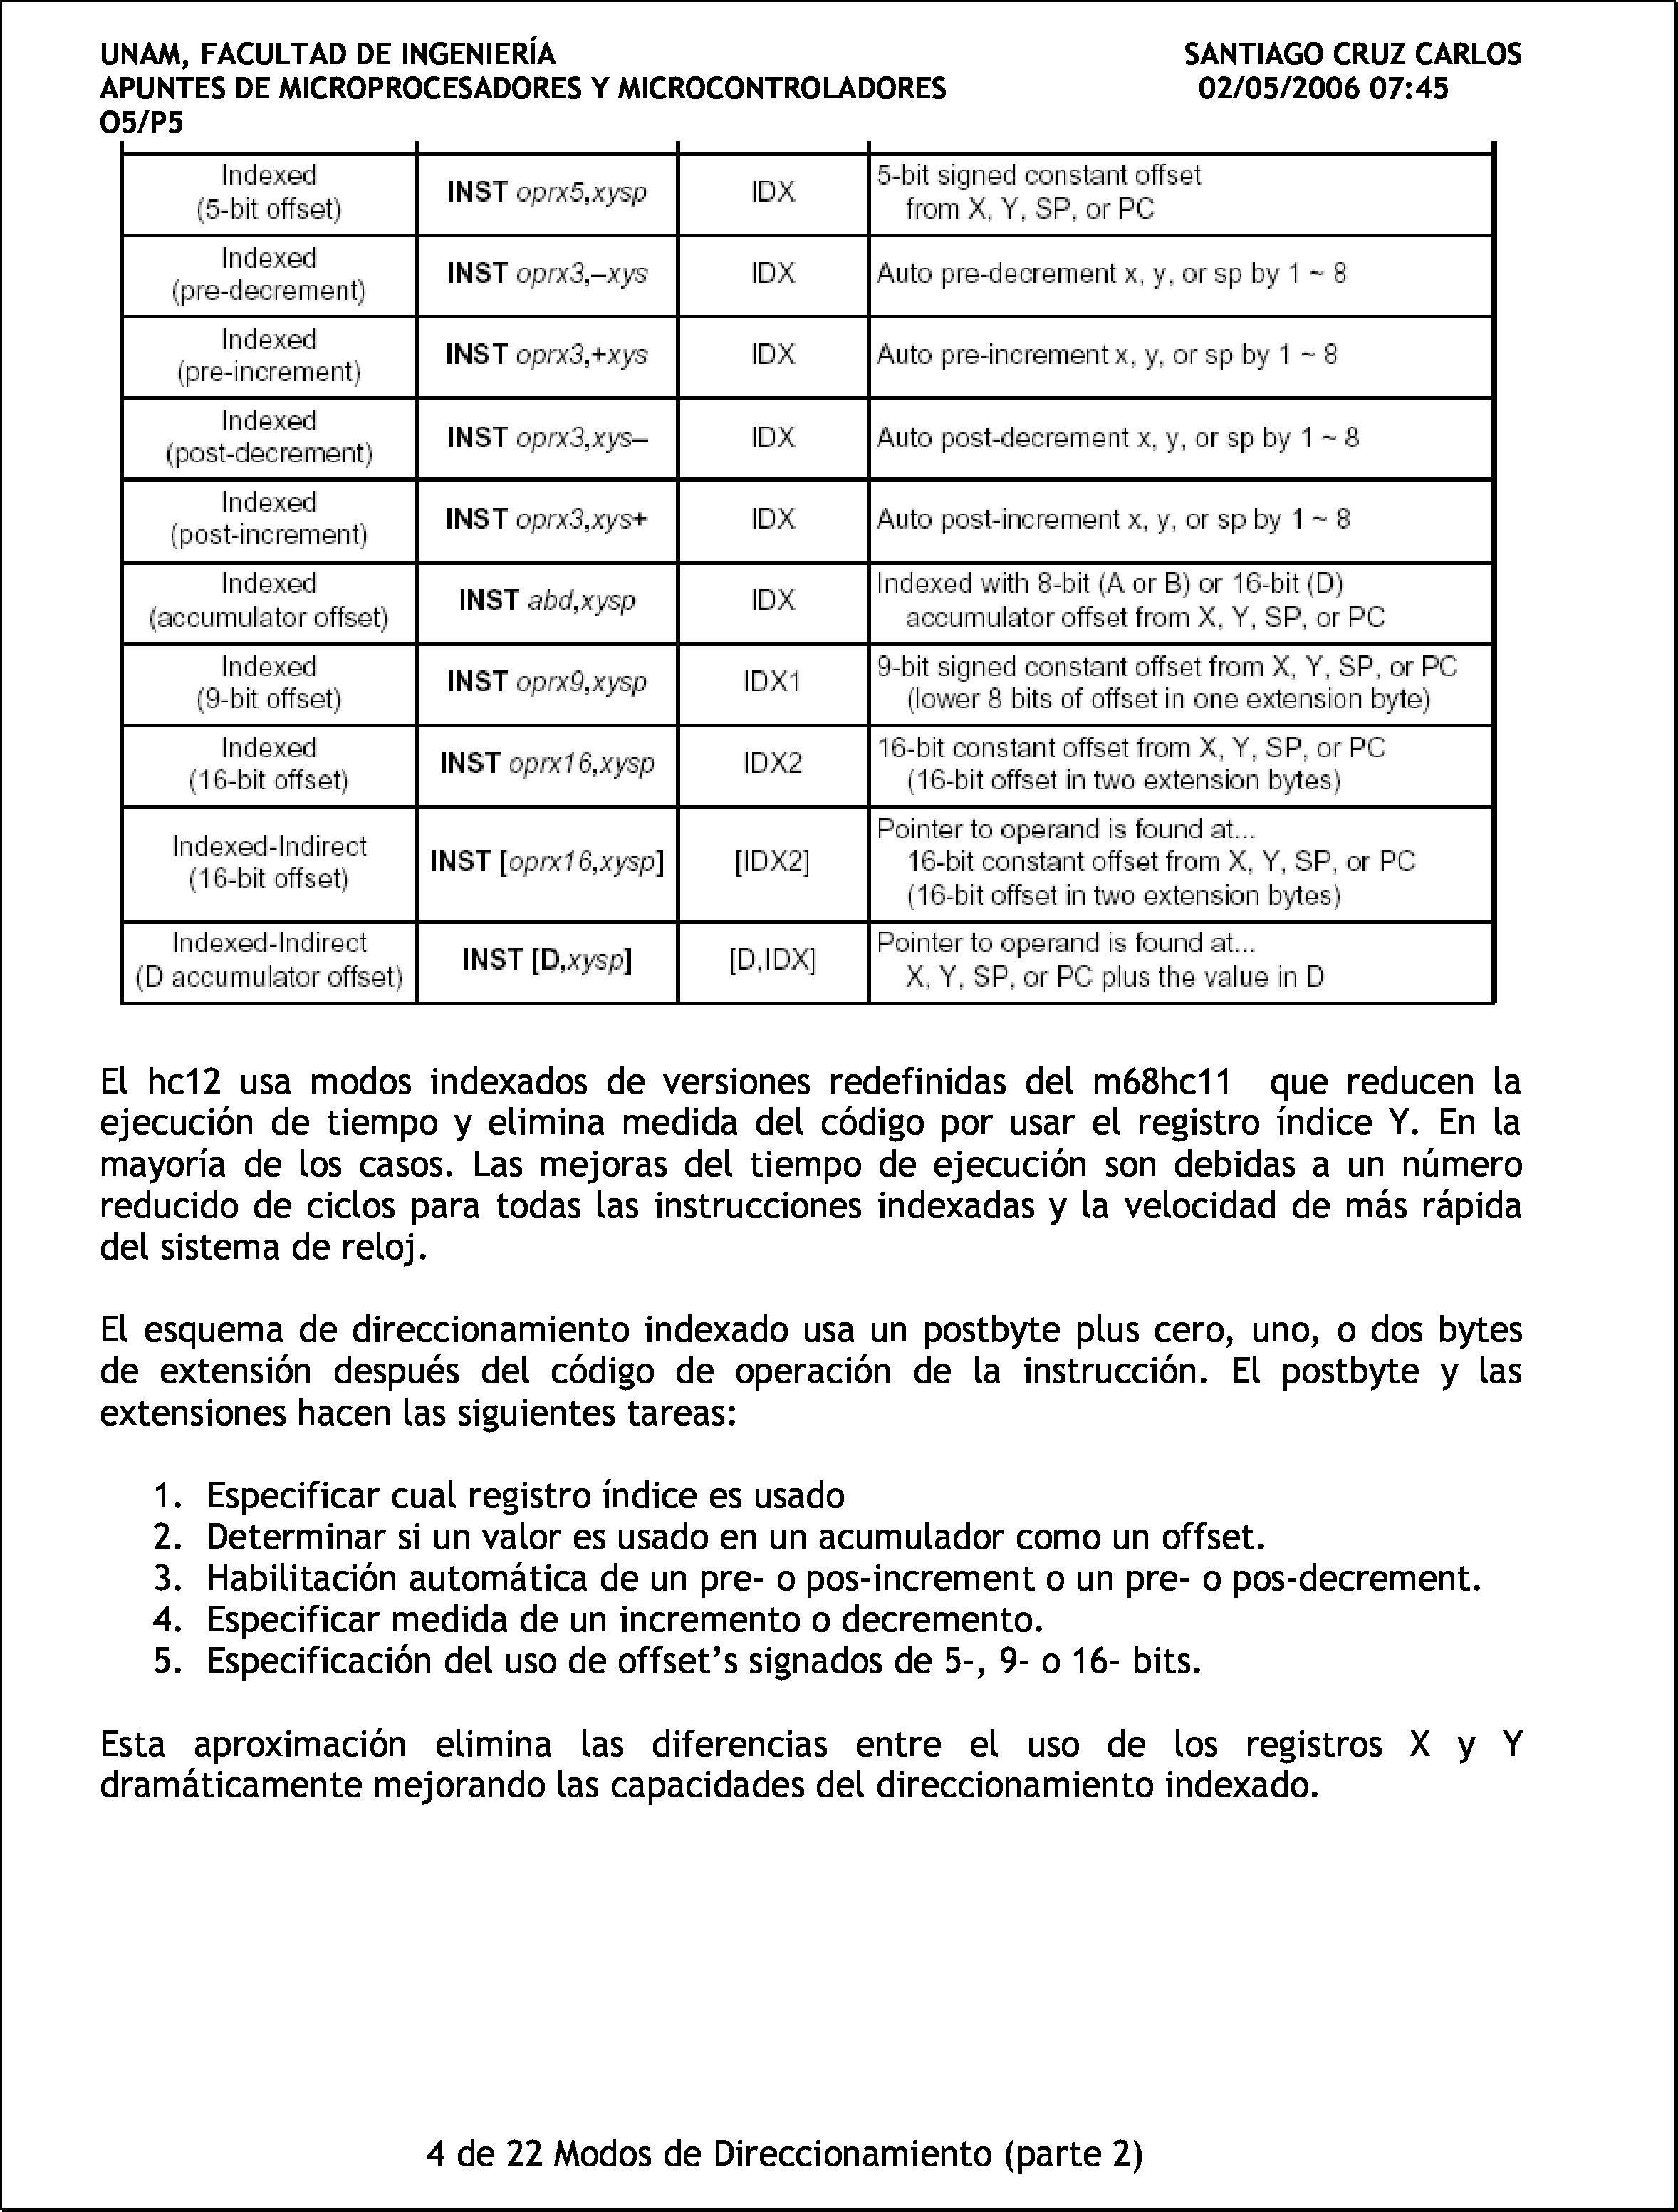 UNAM, FACULTAD DE INGENIERÍA SANTIAGO CRUZ CARLOS
APUNTES DE MICROPROCESADORES Y MICROCONTROLADORES 02/05/2006 07:45
O5/P5
Indexed
(5-bit offset)
INST oprx5,xysp
IDX
5-bit signed constant offset
from X, Y, SP, or PC
Indexed
(pre-decrement)
INST oprx3,–xys
IDX
Auto pre-decrement x, y, or sp by 1 ~ 8
Indexed
(pre-increment)
INST oprx3,+xys
IDX
Auto pre-increment x, y, or sp by 1 ~ 8
Indexed
(post-decrement)
INST oprx3,xys–
IDX
Auto post-decrement x, y, or sp by 1 ~ 8
Indexed
(post-increment)
INST oprx3,xys+
IDX
Auto post-increment x, y, or sp by 1 ~ 8
Indexed
(accumulator offset)
INST abd,xysp
IDX
Indexed with 8-bit (A or B) or 16-bit (D)
accumulator offset from X, Y, SP, or PC
Indexed
(9-bit offset)
INST oprx9,xysp
IDX1
9-bit signed constant offset from X, Y, SP, or PC
(lower 8 bits of offset in one extension byte)
Indexed
(16-bit offset)
INST oprx16,xysp
IDX2
16-bit constant offset from X, Y, SP, or PC
(16-bit offset in two extension bytes)
Indexed-Indirect
(16-bit offset)
INST [oprx16,xysp]
[IDX2]
Pointer to operand is found at...
16-bit constant offset from X, Y, SP, or PC
(16-bit offset in two extension bytes)
Indexed-Indirect
(D accumulator offset)
INST [D,xysp]
[D,IDX]
Pointer to operand is found at...
X, Y, SP, or PC plus the value in D
El hc12 usa modos indexados de versiones redefinidas del m68hc11 que reducen la
ejecución de tiempo y elimina medida del código por usar el registro índice Y. En la
mayoría de los casos. Las mejoras del tiempo de ejecución son debidas a un número
reducido de ciclos para todas las instrucciones indexadas y la velocidad de más rápida
del sistema de reloj.
El esquema de direccionamiento indexado usa un postbyte plus cero, uno, o dos bytes
de extensión después del código de operación de la instrucción. El postbyte y las
extensiones hacen las siguientes tareas:
1. Especificar cual registro índice es usado
2. Determinar si un valor es usado en un acumulador como un offset.
3. Habilitación automática de un pre- o pos-increment o un pre- o pos-decrement.
4. Especificar medida de un incremento o decremento.
5. Especificación del uso de offset’s signados de 5-, 9- o 16- bits.
Esta aproximación elimina las diferencias entre el uso de los registros X y Y
dramáticamente mejorando las capacidades del direccionamiento indexado.
4 de 22 Modos de Direccionamiento (parte 2)